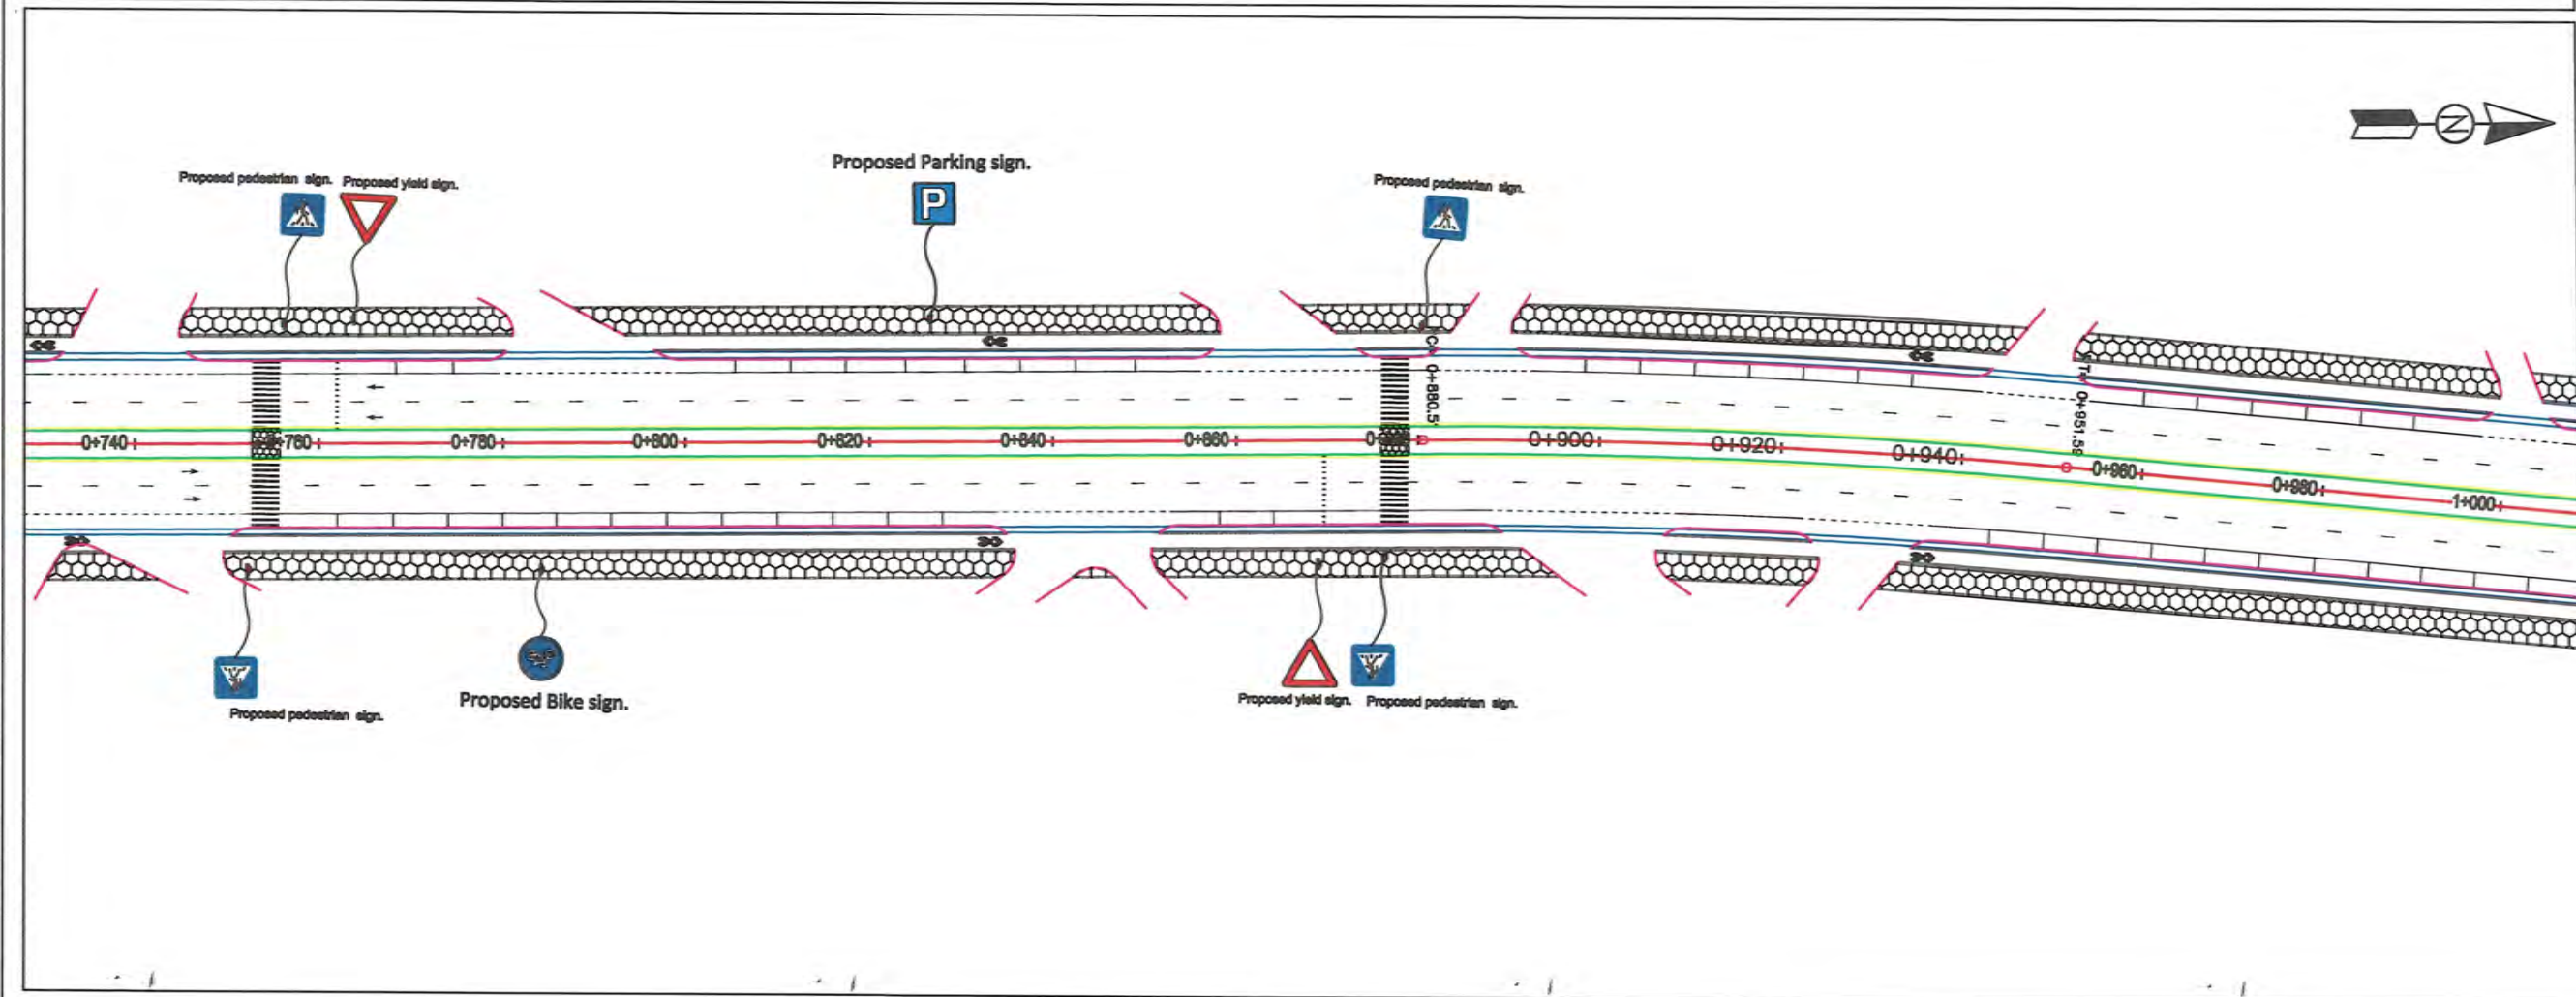 N
Proposed Parking sign.
Proposed pedestrian sign. Proposed yield sign.
Proposed pedestrian sign.
P
0+880.5
0+951.59
0+740 0+760 0+780 0+800 0+820 0+840 0+860 0+900 0+920 0+940 0+960 0+980 1+000
Proposed pedestrian sign.
Proposed Bike sign.
Proposed yield sign. Proposed pedestrian sign.